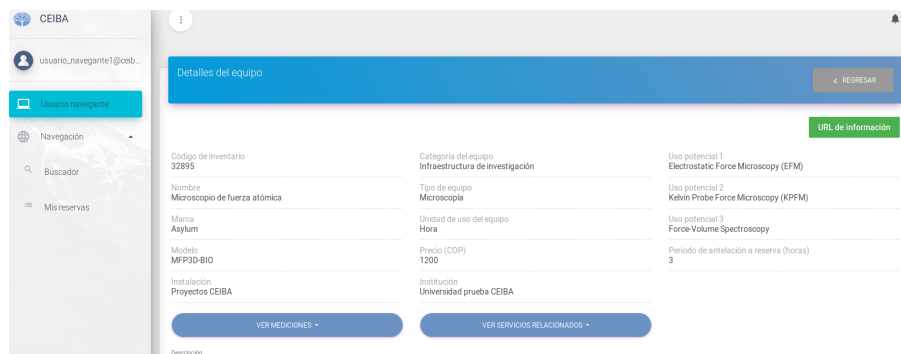 CEIBA
usuario_navegante1@ceib...
Usuario navegante
Navegación
Buscador
Mis reservas
Detalles del equipo
< REGRESAR
URL de información
Código de inventario
32895
Categoría del equipo
Infraestructura de investigación
Uso potencial 1
Electrostatic Force Microscopy (EFM)
Nombre
Microscopio de fuerza atómica
Tipo de equipo
Microscopía
Uso potencial 2
Kelvin Probe Force Microscopy (KPFM)
Marca
Asylum
Unidad de uso del equipo
Hora
Uso potencial 3
Force-Volume Spectroscopy
Modelo
MFP3D-BIO
Precio (COP)
1200
Periodo de antelación a reserva (horas)
3
Instalación
Proyectos CEIBA
Institución
Universidad prueba CEIBA
VER MEDICIONES
VER SERVICIOS RELACIONADOS
Descripción